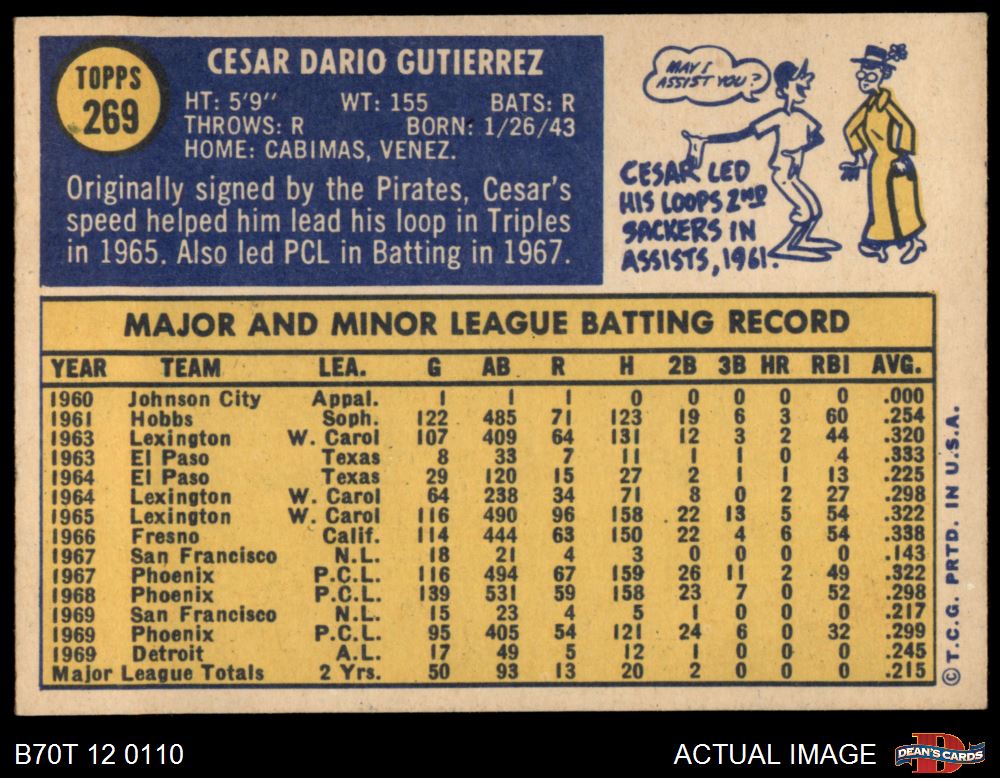 TOPPS
269
CESAR DARIO GUTIERREZ
HT: 5'9" WT: 155 BATS: R
THROWS: R BORN: 1/26/43
HOME: CABIMAS, VENEZ.
Originally signed by the Pirates, Cesar's
speed helped him lead his loop in Triples
in 1965. Also led PCL in Batting in 1967.
MAY I
ASSIST YOU?
CESAR LED
HIS LOOPS 2ND
SACKERS IN
ASSISTS, 1961.
MAJOR AND MINOR LEAGUE BATTING RECORD
YEAR TEAM LEA. G AB R H 2B 3B HR RBI AVG.
1960 Johnson City Appal. 1 1 1 0 0 0 0 0 .000
1961 Hobbs Soph. 122 485 71 123 19 6 3 60 .254
1963 Lexington W. Carol 107 409 64 131 12 3 2 44 .320
1963 El Paso Texas 8 33 7 11 1 1 0 4 .333
1964 El Paso Texas 29 120 15 27 2 1 1 13 .225
1964 Lexington W. Carol 64 238 34 71 8 0 2 27 .298
1965 Lexington W. Carol 116 490 96 158 22 13 5 54 .322
1966 Fresno Calif. 114 444 63 150 22 4 6 54 .338
1967 San Francisco N.L. 18 21 4 3 0 0 0 0 .143
1967 Phoenix P.C.L. 116 494 67 159 26 11 2 49 .322
1968 Phoenix P.C.L. 139 531 59 158 23 7 0 52 .298
1969 San Francisco N.L. 15 23 4 5 1 0 0 0 .217
1969 Phoenix P.C.L. 95 405 54 121 24 6 0 32 .299
1969 Detroit A.L. 17 49 5 12 1 0 0 0 .245
Major League Totals 2 Yrs. 50 93 13 20 2 0 0 0 .215
© T.C.G. PRTD. IN U.S.A.
B70T 12 0110
ACTUAL IMAGE
DEAN'S CARDS